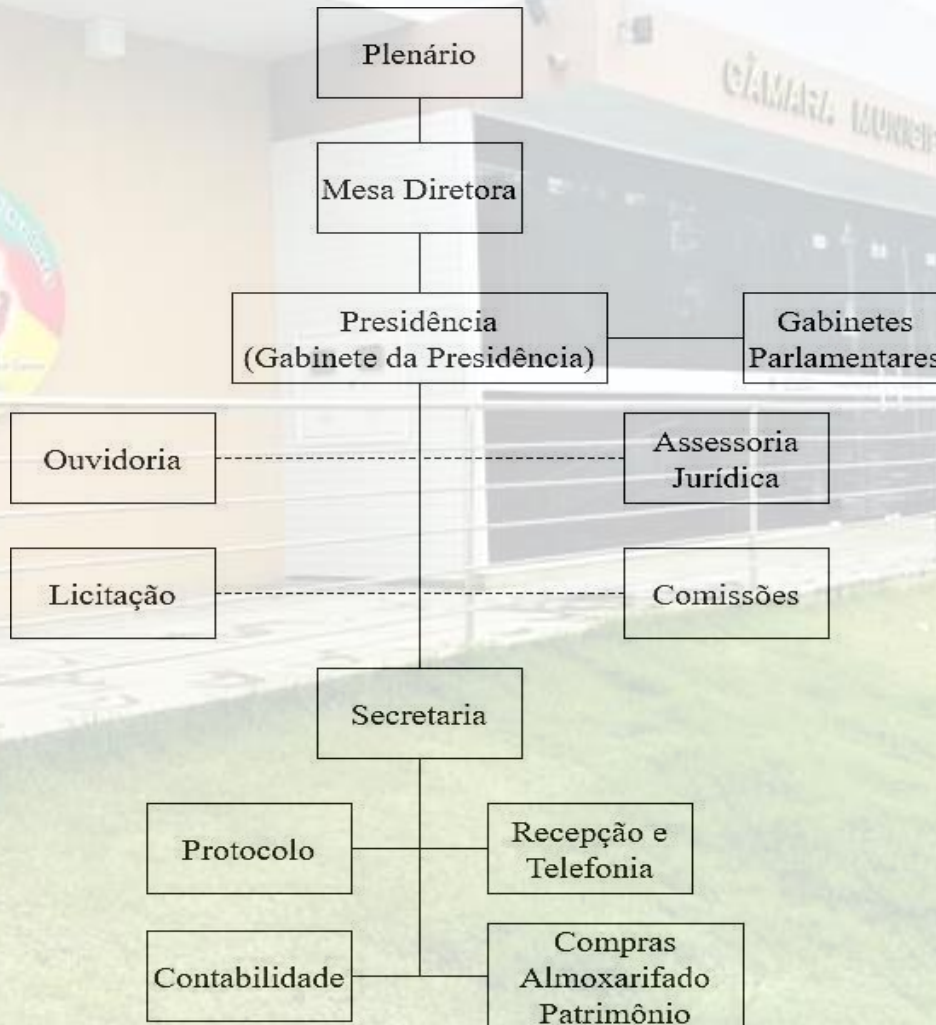 Plenário
CÂMARA
Mesa Diretora
Presidência
(Gabinete da Presidência)
Gabinetes
Parlamentares
Ouvidoria
Assessoria
Jurídica
Licitação
Comissões
Secretaria
Protocolo
Recepção e
Telefonia
Contabilidade
Compras
Almoxarifado
Patrimônio